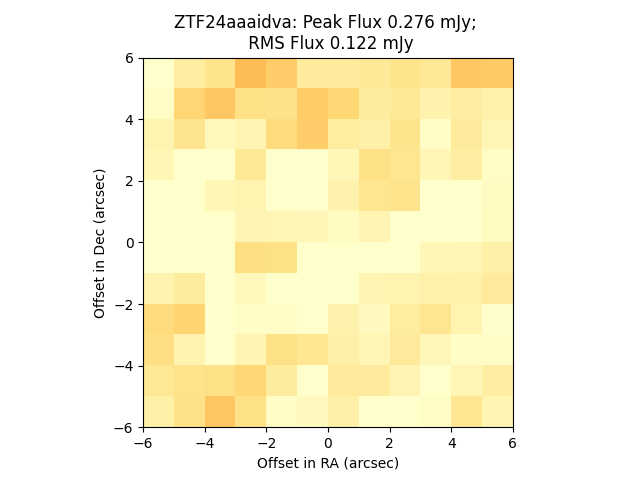 ZTF24aaaidva: Peak Flux 0.276 mJy;
RMS Flux 0.122 mJy
6
4
2
0
−2
−4
−6
Offset in Dec (arcsec)
−6 −4 −2 0 2 4 6
Offset in RA (arcsec)